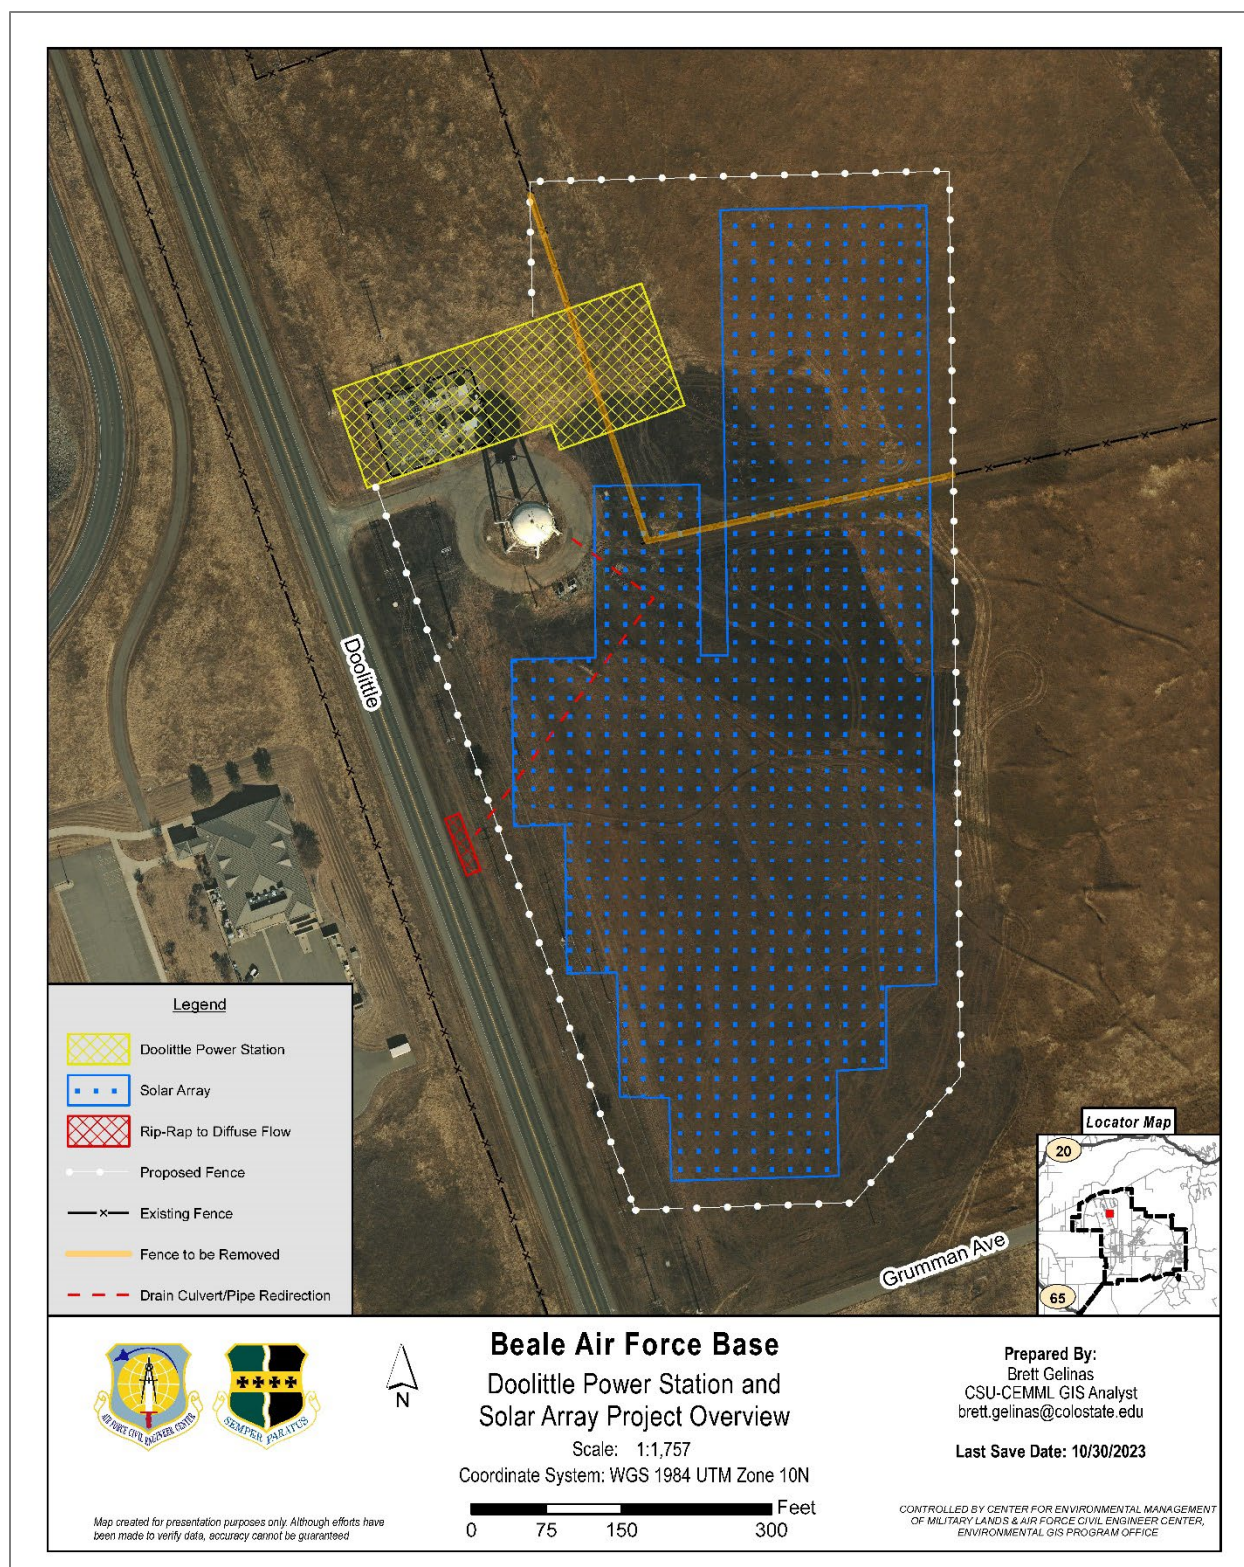 Doolittle
Grumman Ave
Legend
Doolittle Power Station
Solar Array
Rip-Rap to Diffuse Flow
Proposed Fence
Existing Fence
Fence to be Removed
Drain Culvert/Pipe Redirection
Locator Map
20
65
AIR FORCE CIVIL ENGINEER CENTER
SEMPER PARATUS
N
Beale Air Force Base
Doolittle Power Station and
Solar Array Project Overview
Scale: 1:1,757
Coordinate System: WGS 1984 UTM Zone 10N
Feet
0 75 150 300
Prepared By:
Brett Gelinas
CSU-CEMML GIS Analyst
brett.gelinas@colostate.edu
Last Save Date: 10/30/2023
Map created for presentation purposes only. Although efforts have
been made to verify data, accuracy cannot be guaranteed
CONTROLLED BY CENTER FOR ENVIRONMENTAL MANAGEMENT
OF MILITARY LANDS & AIR FORCE CIVIL ENGINEER CENTER,
ENVIRONMENTAL GIS PROGRAM OFFICE